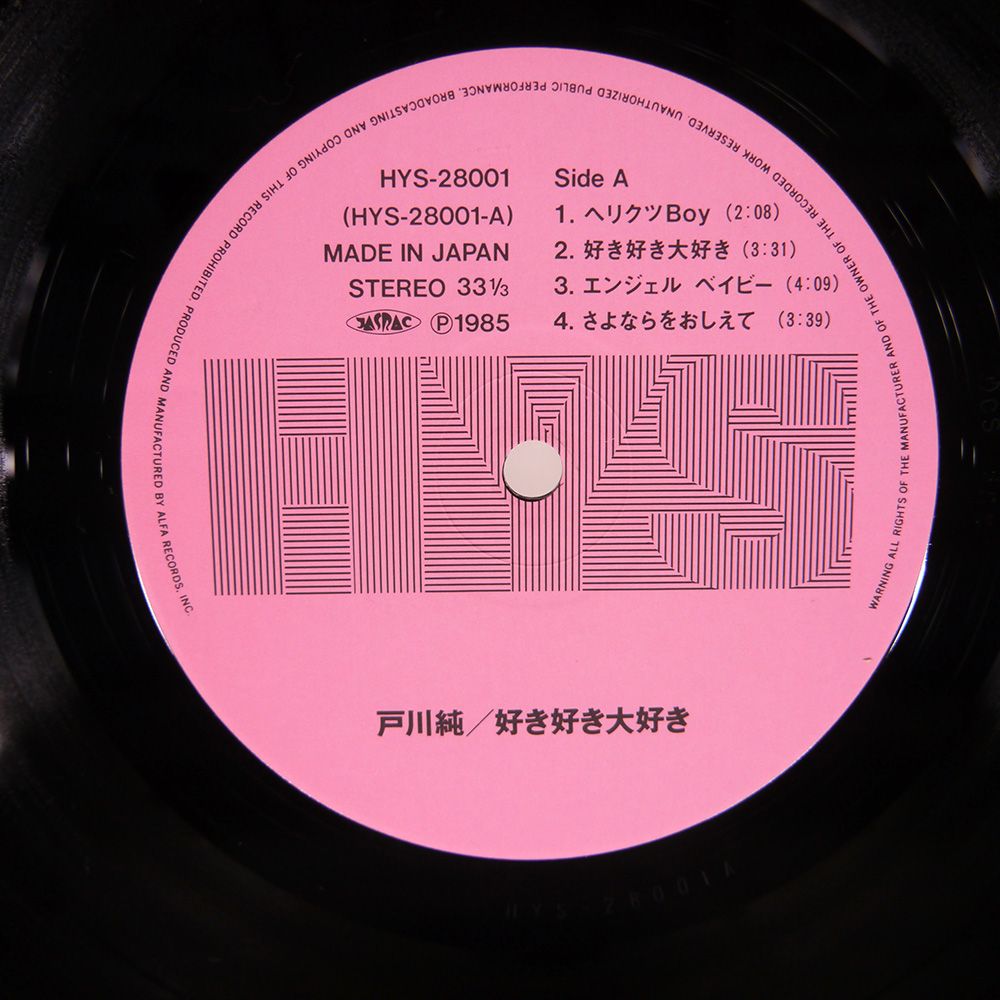 HYS-28001
(HYS-28001-A)
MADE IN JAPAN
STEREO 33⅓
JASRAC Ⓟ1985
Side A
1. ヘリクツBoy (2:08)
2. 好き好き大好き (3:31)
3. エンジェル ベイビー (4:09)
4. さよならをおしえて (3:39)
HYS
戸川純／好き好き大好き
PRODUCED AND MANUFACTURED BY ALFA RECORDS, INC.
WARNING ALL RIGHTS OF THE MANUFACTURER AND OF THE OWNER OF THE RECORDED WORK RESERVED. UNAUTHORIZED PUBLIC PERFORMANCE, BROADCASTING AND COPYING OF THIS RECORD PROHIBITED.
HYS-28001A